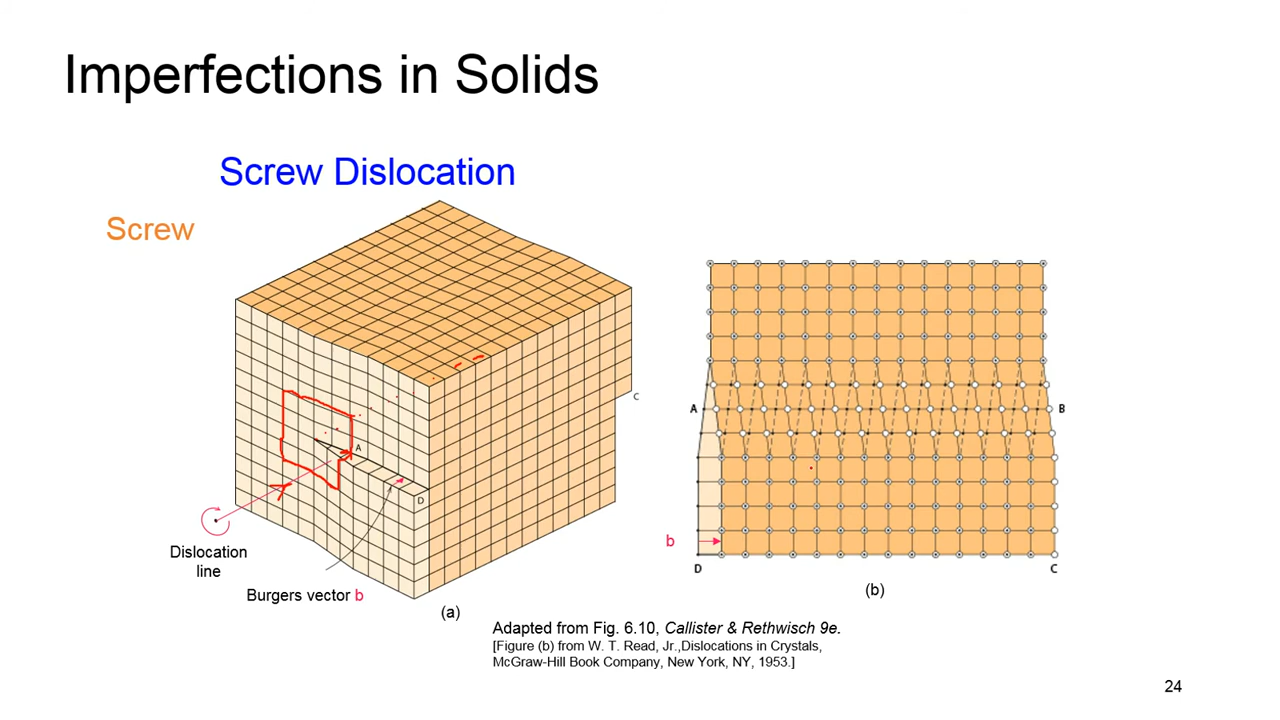 Imperfections in Solids
Screw Dislocation
Screw
A
C
D
Dislocation
line
Burgers vector b
(a)
A
B
b
D
C
(b)
Adapted from Fig. 6.10, Callister & Rethwisch 9e.
[Figure (b) from W. T. Read, Jr.,Dislocations in Crystals,
McGraw-Hill Book Company, New York, NY, 1953.]
24